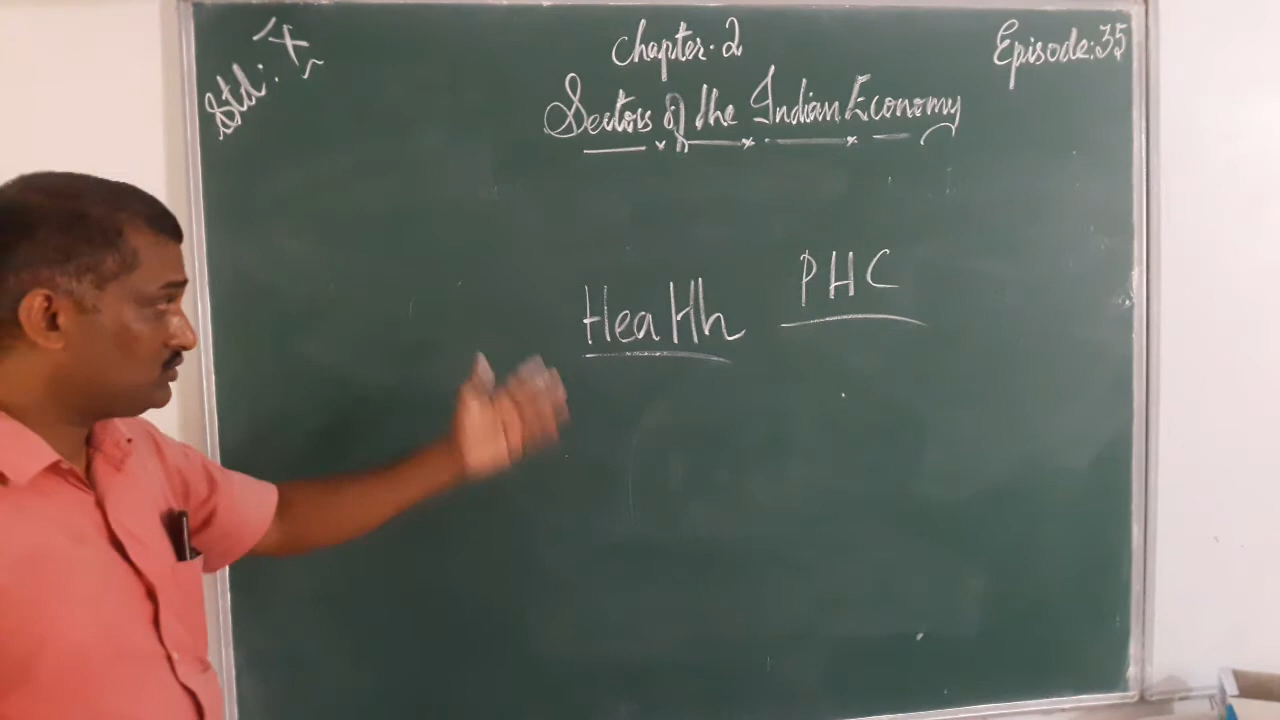 Std: X
Chapter. 2
Episode: 35
Sectors of the Indian Economy
Health
PHC